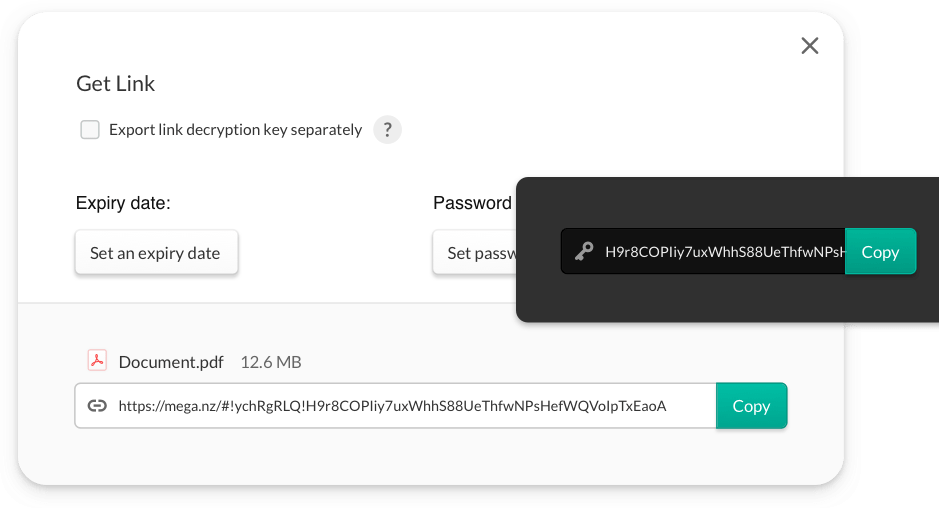 Get Link
Export link decryption key separately ?
Expiry date:
Password
Set an expiry date
Set passw
H9r8COPIiy7uxWhhS88UeThfwNPsH
Copy
Document.pdf 12.6 MB
https://mega.nz/#!ychRgRLQ!H9r8COPIiy7uxWhhS88UeThfwNPsHefWQVoIpTxEaoA
Copy